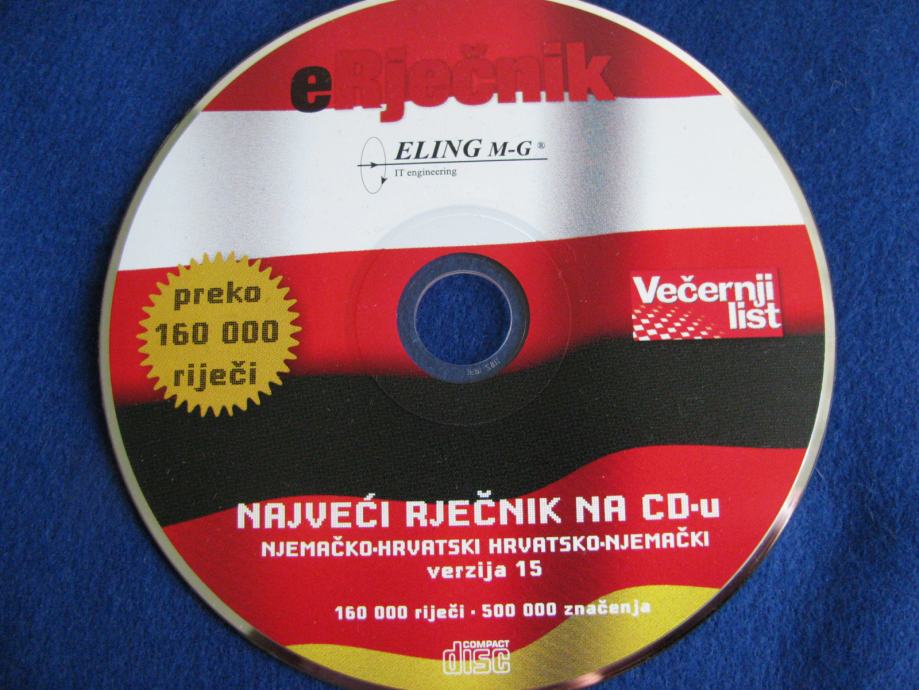 eRječnik
ELING M-G ®
IT engineering
preko
160 000
riječi
Večernji
list
NAJVEĆI RJEČNIK NA CD-u
NJEMAČKO-HRVATSKI HRVATSKO-NJEMAČKI
verzija 15
160 000 riječi · 500 000 značenja
COMPACT
disc